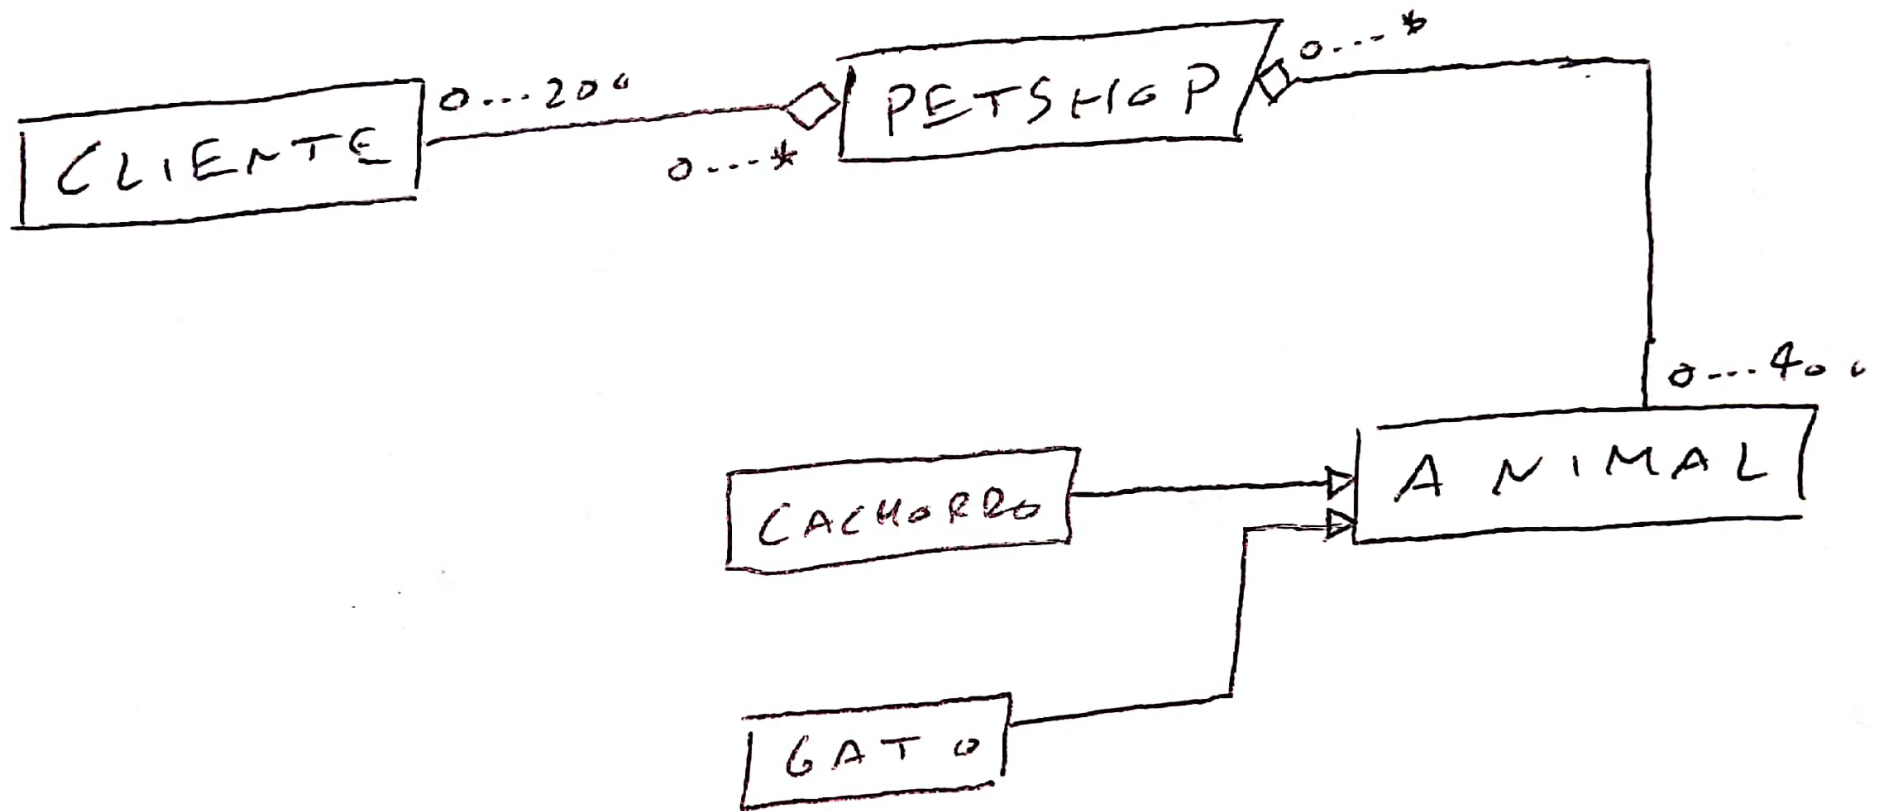 0...*
0...200
PETSHOP
CLIENTE
0...*
0...400
ANIMAL
CACHORRO
GATO